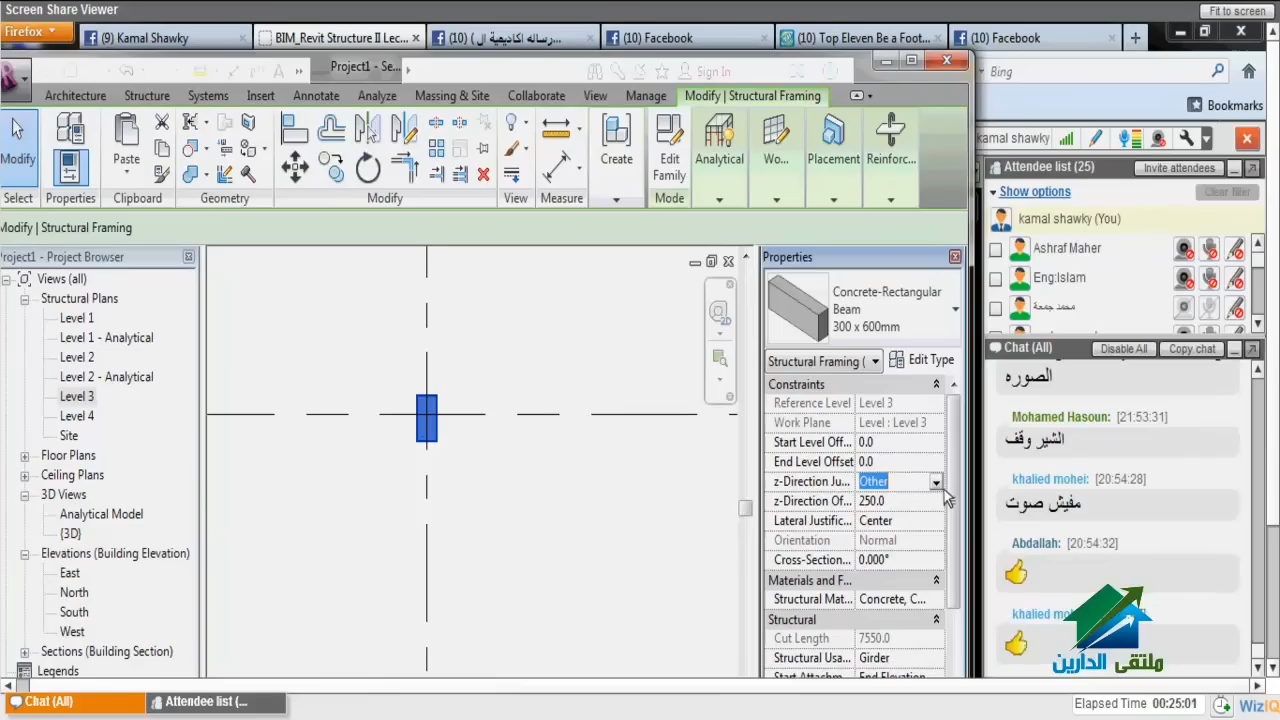 Screen Share Viewer
Fit to screen
Firefox
(9) Kamal Shawky
BIM_Revit Structure II Lec...
(10) رساله اكاديمية ال...
(10) Facebook
(10) Top Eleven Be a Foot...
(10) Facebook
Project1 - Se...
Sign In
Bing
Bookmarks
Architecture
Structure
Systems
Insert
Annotate
Analyze
Massing & Site
Collaborate
View
Manage
Modify | Structural Framing
Modify
Paste
Create
Edit
Family
Analytical
Wo...
Placement
Reinforc...
Select
Properties
Clipboard
Geometry
Modify
View
Measure
Mode
kamal shawky
Attendee list (25)
Invite attendees
Show options
Clear filter
kamal shawky (You)
Ashraf Maher
Eng:Islam
محمد جمعة
Modify | Structural Framing
Project1 - Project Browser
Views (all)
Structural Plans
Level 1
Level 1 - Analytical
Level 2
Level 2 - Analytical
Level 3
Level 4
Site
Floor Plans
Ceiling Plans
3D Views
Analytical Model
{3D}
Elevations (Building Elevation)
East
North
South
West
Sections (Building Section)
Legends
2D
Properties
Concrete-Rectangular
Beam
300 x 600mm
Structural Framing (
Edit Type
Constraints
Reference Level Level 3
Work Plane Level : Level 3
Start Level Off... 0.0
End Level Offset 0.0
z-Direction Ju... Other
z-Direction Of... 250.0
Lateral Justific... Center
Orientation Normal
Cross-Section... 0.000°
Materials and F...
Structural Mat... Concrete, C...
Structural
Cut Length 7550.0
Structural Usa... Girder
Start Attachm... End Elevation
Chat (All)
Disable All
Copy chat
الصوره
Mohamed Hasoun: [21:53:31]
الشير وقف
khalied mohei: [20:54:28]
مفيش صوت
Abdallah: [20:54:32]
ملتقى الدارين
Chat (All)
Attendee list (...
Elapsed Time 00:25:01
WizIQ